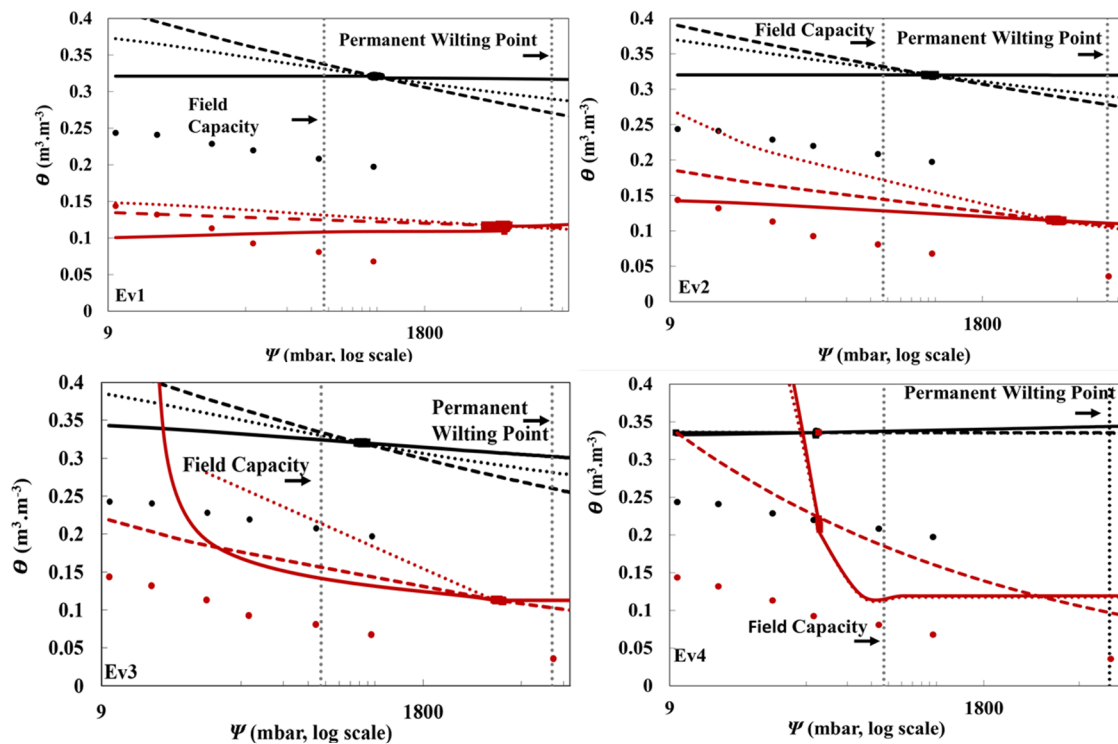 0.4
0.35
0.3
0.25
0.2
0.15
0.1
0.05
0
θ (m³.m⁻³)
Permanent Wilting Point
Field
Capacity
Ev1
9
1800
Ψ (mbar, log scale)
0.4
0.35
0.3
0.25
0.2
0.15
0.1
0.05
0
θ (m³.m⁻³)
Field Capacity
Permanent Wilting Point
Ev2
9
1800
Ψ (mbar, log scale)
0.4
0.35
0.3
0.25
0.2
0.15
0.1
0.05
0
Θ (m³.m⁻³)
Permanent
Wilting Point
Field Capacity
Ev3
9
1800
Ψ (mbar, log scale)
0.4
0.35
0.3
0.25
0.2
0.15
0.1
0.05
0
θ (m³.m⁻³)
Permanent Wilting Point
Field Capacity
Ev4
9
1800
Ψ (mbar, log scale)